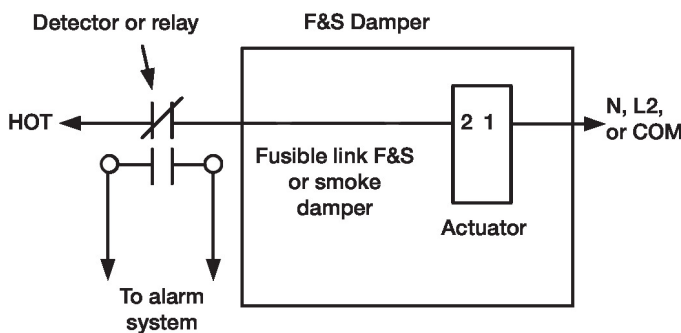 Detector or relay
F&S Damper
HOT
2 1
N, L2,
or COM
Fusible link F&S
or smoke
damper
Actuator
To alarm
system